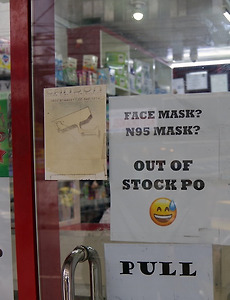 FACE MASK?
N95 MASK?
OUT OF
STOCK PO
PULL